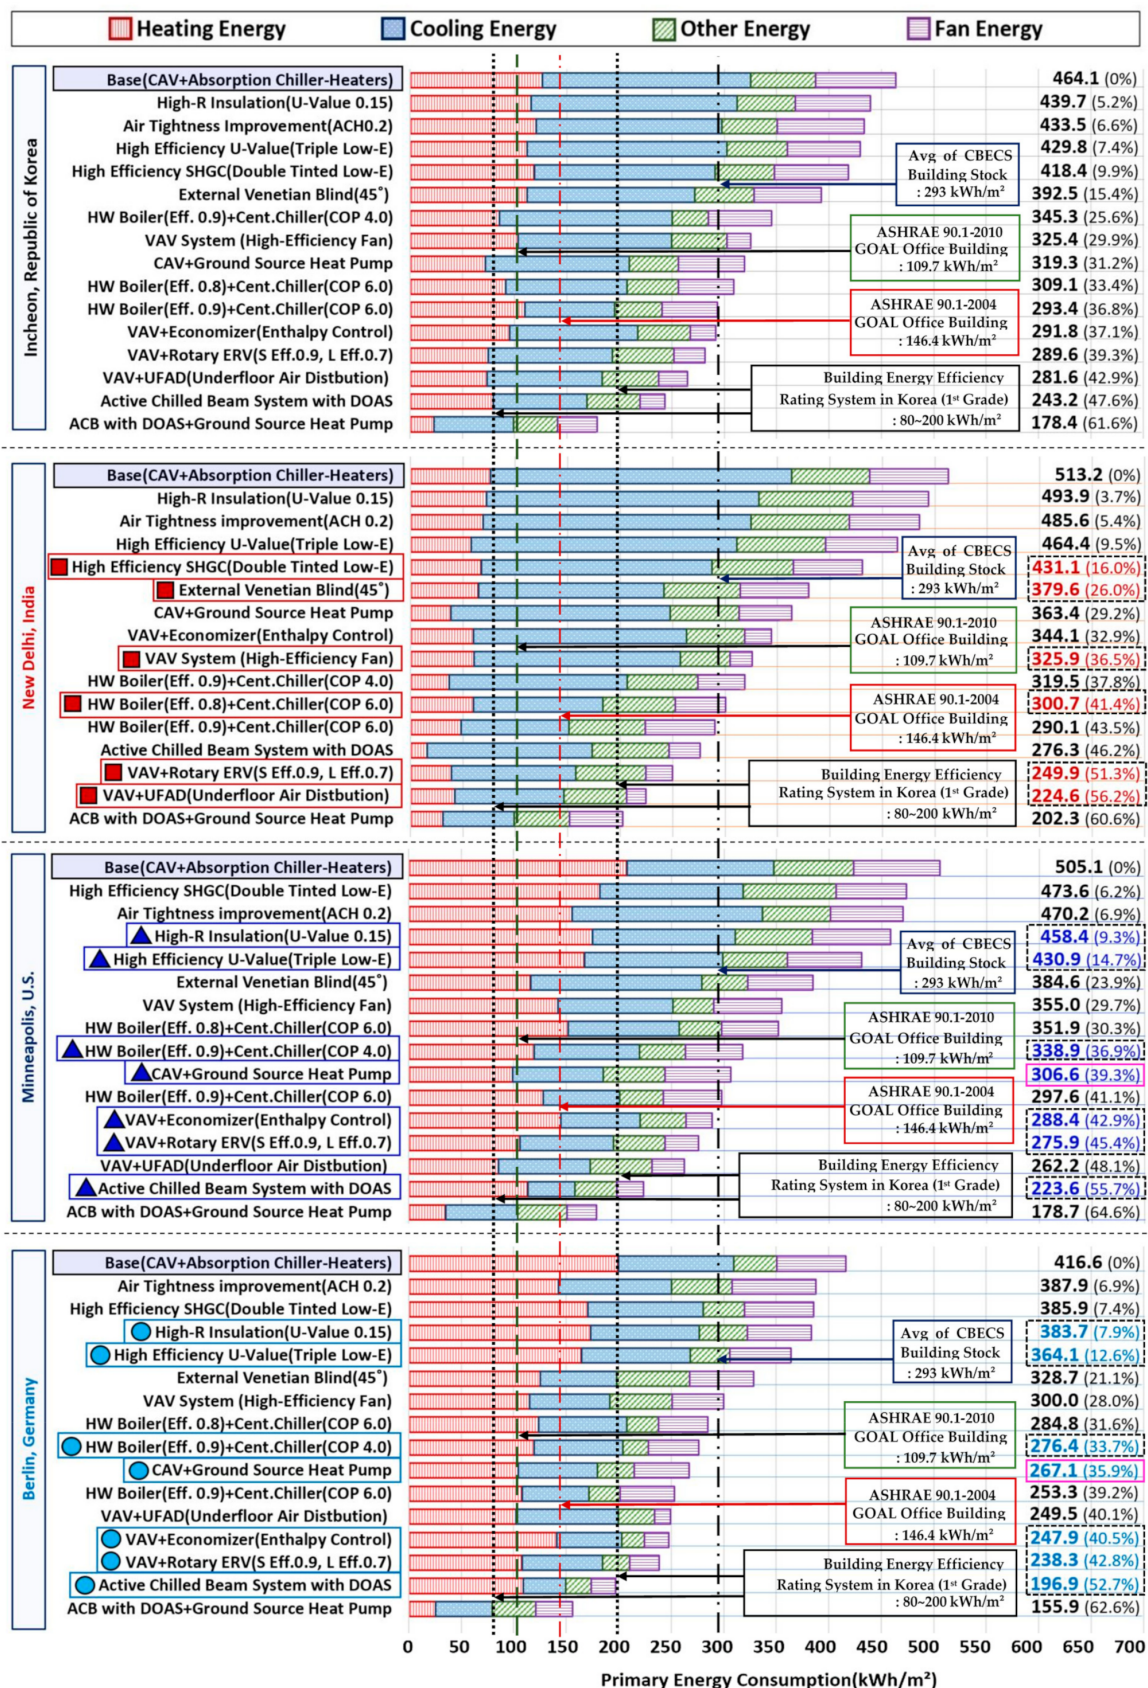 Heating Energy Cooling Energy Other Energy Fan Energy
Incheon, Republic of Korea
Base(CAV+Absorption Chiller-Heaters) 464.1 (0%)
High-R Insulation(U-Value 0.15) 439.7 (5.2%)
Air Tightness Improvement(ACH0.2) 433.5 (6.6%)
High Efficiency U-Value(Triple Low-E) 429.8 (7.4%)
High Efficiency SHGC(Double Tinted Low-E) 418.4 (9.9%)
External Venetian Blind(45˚) 392.5 (15.4%)
HW Boiler(Eff. 0.9)+Cent.Chiller(COP 4.0) 345.3 (25.6%)
VAV System (High-Efficiency Fan) 325.4 (29.9%)
CAV+Ground Source Heat Pump 319.3 (31.2%)
HW Boiler(Eff. 0.8)+Cent.Chiller(COP 6.0) 309.1 (33.4%)
HW Boiler(Eff. 0.9)+Cent.Chiller(COP 6.0) 293.4 (36.8%)
VAV+Economizer(Enthalpy Control) 291.8 (37.1%)
VAV+Rotary ERV(S Eff.0.9, L Eff.0.7) 289.6 (39.3%)
VAV+UFAD(Underfloor Air Distbution) 281.6 (42.9%)
Active Chilled Beam System with DOAS 243.2 (47.6%)
ACB with DOAS+Ground Source Heat Pump 178.4 (61.6%)
Avg of CBECS
Building Stock
: 293 kWh/m²
ASHRAE 90.1-2010
GOAL Office Building
: 109.7 kWh/m²
ASHRAE 90.1-2004
GOAL Office Building
: 146.4 kWh/m²
Building Energy Efficiency
Rating System in Korea (1st Grade)
: 80~200 kWh/m²
New Delhi, India
Base(CAV+Absorption Chiller-Heaters) 513.2 (0%)
High-R Insulation(U-Value 0.15) 493.9 (3.7%)
Air Tightness improvement(ACH 0.2) 485.6 (5.4%)
High Efficiency U-Value(Triple Low-E) 464.4 (9.5%)
High Efficiency SHGC(Double Tinted Low-E) 431.1 (16.0%)
External Venetian Blind(45˚) 379.6 (26.0%)
CAV+Ground Source Heat Pump 363.4 (29.2%)
VAV+Economizer(Enthalpy Control) 344.1 (32.9%)
VAV System (High-Efficiency Fan) 325.9 (36.5%)
HW Boiler(Eff. 0.9)+Cent.Chiller(COP 4.0) 319.5 (37.8%)
HW Boiler(Eff. 0.8)+Cent.Chiller(COP 6.0) 300.7 (41.4%)
HW Boiler(Eff. 0.9)+Cent.Chiller(COP 6.0) 290.1 (43.5%)
Active Chilled Beam System with DOAS 276.3 (46.2%)
VAV+Rotary ERV(S Eff.0.9, L Eff.0.7) 249.9 (51.3%)
VAV+UFAD(Underfloor Air Distbution) 224.6 (56.2%)
ACB with DOAS+Ground Source Heat Pump 202.3 (60.6%)
Avg of CBECS
Building Stock
: 293 kWh/m²
ASHRAE 90.1-2010
GOAL Office Building
: 109.7 kWh/m²
ASHRAE 90.1-2004
GOAL Office Building
: 146.4 kWh/m²
Building Energy Efficiency
Rating System in Korea (1st Grade)
: 80~200 kWh/m²
Minneapolis, U.S.
Base(CAV+Absorption Chiller-Heaters) 505.1 (0%)
High Efficiency SHGC(Double Tinted Low-E) 473.6 (6.2%)
Air Tightness improvement(ACH 0.2) 470.2 (6.9%)
High-R Insulation(U-Value 0.15) 458.4 (9.3%)
High Efficiency U-Value(Triple Low-E) 430.9 (14.7%)
External Venetian Blind(45˚) 384.6 (23.9%)
VAV System (High-Efficiency Fan) 355.0 (29.7%)
HW Boiler(Eff. 0.8)+Cent.Chiller(COP 6.0) 351.9 (30.3%)
HW Boiler(Eff. 0.9)+Cent.Chiller(COP 4.0) 338.9 (36.9%)
CAV+Ground Source Heat Pump 306.6 (39.3%)
HW Boiler(Eff. 0.9)+Cent.Chiller(COP 6.0) 297.6 (41.1%)
VAV+Economizer(Enthalpy Control) 288.4 (42.9%)
VAV+Rotary ERV(S Eff.0.9, L Eff.0.7) 275.9 (45.4%)
VAV+UFAD(Underfloor Air Distbution) 262.2 (48.1%)
Active Chilled Beam System with DOAS 223.6 (55.7%)
ACB with DOAS+Ground Source Heat Pump 178.7 (64.6%)
Avg of CBECS
Building Stock
: 293 kWh/m²
ASHRAE 90.1-2010
GOAL Office Building
: 109.7 kWh/m²
ASHRAE 90.1-2004
GOAL Office Building
: 146.4 kWh/m²
Building Energy Efficiency
Rating System in Korea (1st Grade)
: 80~200 kWh/m²
Berlin, Germany
Base(CAV+Absorption Chiller-Heaters) 416.6 (0%)
Air Tightness improvement(ACH 0.2) 387.9 (6.9%)
High Efficiency SHGC(Double Tinted Low-E) 385.9 (7.4%)
High-R Insulation(U-Value 0.15) 383.7 (7.9%)
High Efficiency U-Value(Triple Low-E) 364.1 (12.6%)
External Venetian Blind(45˚) 328.7 (21.1%)
VAV System (High-Efficiency Fan) 300.0 (28.0%)
HW Boiler(Eff. 0.8)+Cent.Chiller(COP 6.0) 284.8 (31.6%)
HW Boiler(Eff. 0.9)+Cent.Chiller(COP 4.0) 276.4 (33.7%)
CAV+Ground Source Heat Pump 267.1 (35.9%)
HW Boiler(Eff. 0.9)+Cent.Chiller(COP 6.0) 253.3 (39.2%)
VAV+UFAD(Underfloor Air Distbution) 249.5 (40.1%)
VAV+Economizer(Enthalpy Control) 247.9 (40.5%)
VAV+Rotary ERV(S Eff.0.9, L Eff.0.7) 238.3 (42.8%)
Active Chilled Beam System with DOAS 196.9 (52.7%)
ACB with DOAS+Ground Source Heat Pump 155.9 (62.6%)
Avg of CBECS
Building Stock
: 293 kWh/m²
ASHRAE 90.1-2010
GOAL Office Building
: 109.7 kWh/m²
ASHRAE 90.1-2004
GOAL Office Building
: 146.4 kWh/m²
Building Energy Efficiency
Rating System in Korea (1st Grade)
: 80~200 kWh/m²
0 50 100 150 200 250 300 350 400 450 500 550 600 650 700
Primary Energy Consumption(kWh/m²)